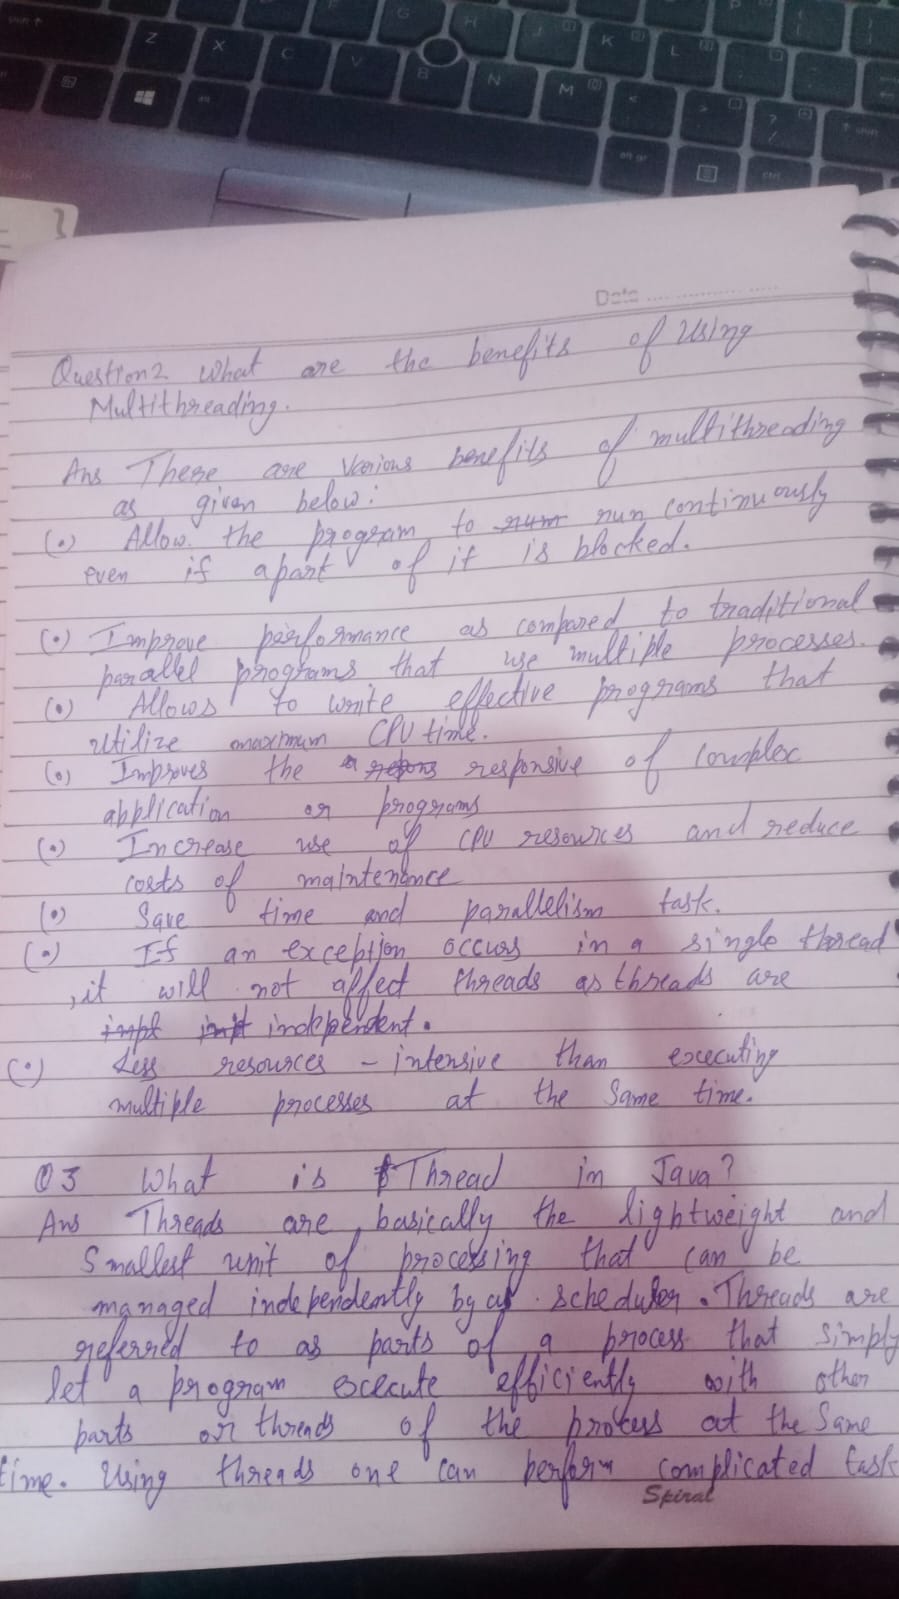 Date
Question 2 What are the benefits of Using
Multithreading.
Ans There are Various benefits of multithreading
as given below:
(•) Allow the program to run continuously
even if a part of it is blocked.
(•) Improve performance as compared to traditional
parallel programs that use multiple processes.
(•) Allows to write effective programs that
utilize maximum CPU time.
(•) Improves the responsive of complex
application or programs
(•) Increase use of CPU resources and reduce
costs of maintenance
(•) Save time and parallelism task.
(•) If an exception occurs in a single thread
,it will not affect threads as threads are
independent.
(•) Less resources - intensive than executing
multiple processes at the same time.
Q3 What is Thread in Java?
Ans Threads are basically the lightweight and
Smallest unit of processing that can be
managed independently by a scheduler. Threads are
referred to as parts of a process that simply
let a program execute efficiently with other
parts or threads of the process at the same
time. Using threads one can perform complicated task
Spiral